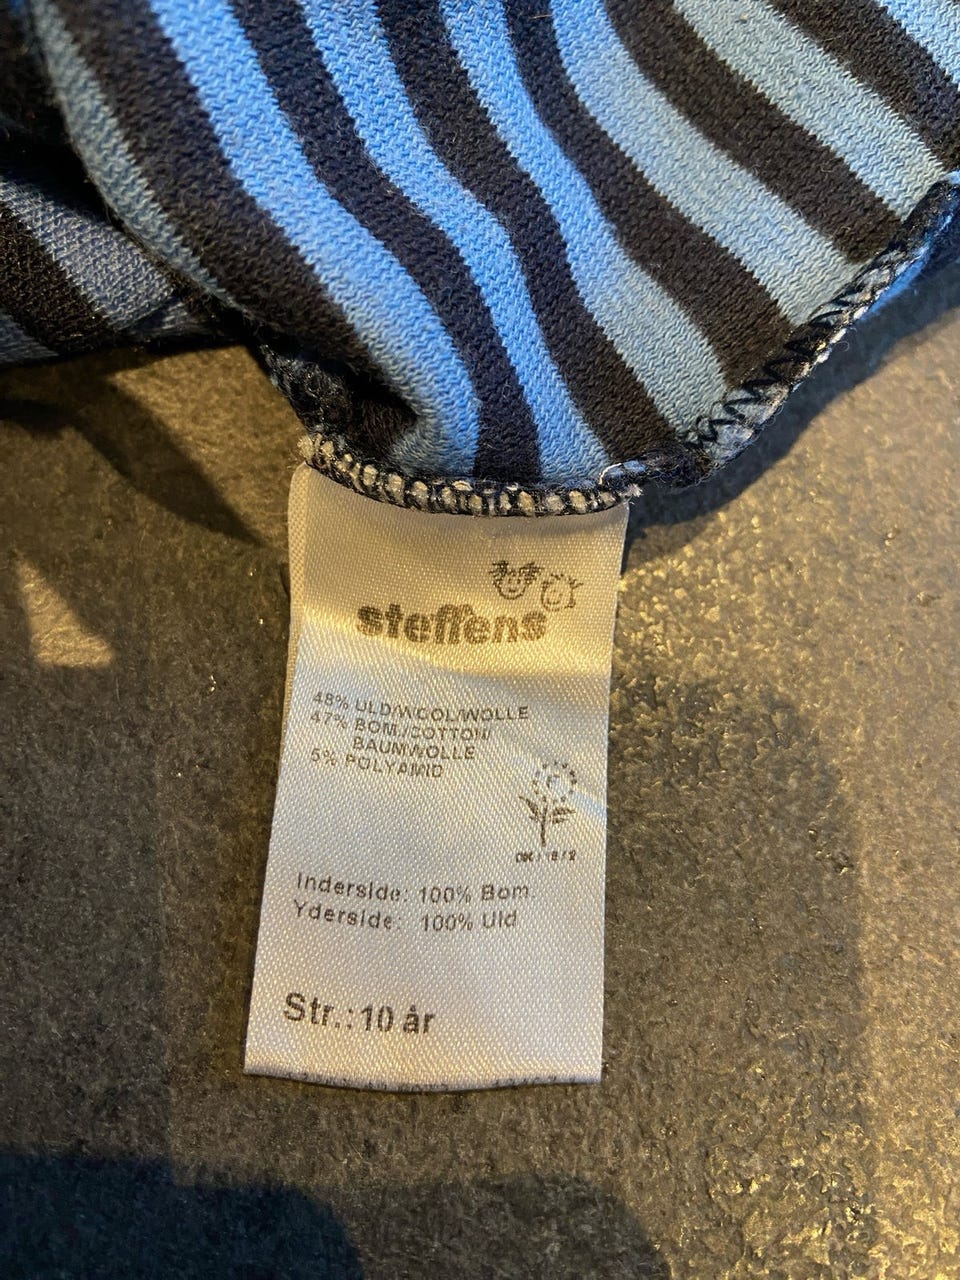 steffens
48% ULD/WOOL/WOLLE
47% BOM./COTTON/
BAUMWOLLE
5% POLYAMID
Inderside: 100% Bom.
Yderside: 100% Uld
Str.: 10 år